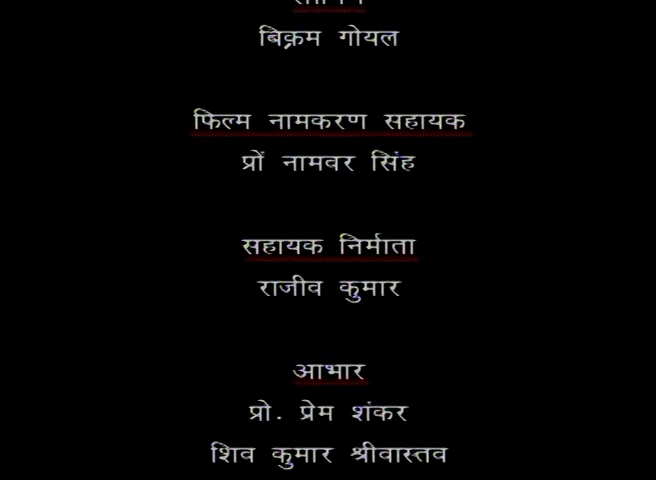 बिक्रम गोयल
फिल्म नामकरण सहायक
प्रों नामवर सिंह
सहायक निर्माता
राजीव कुमार
आभार
प्रो. प्रेम शंकर
शिव कुमार श्रीवास्तव